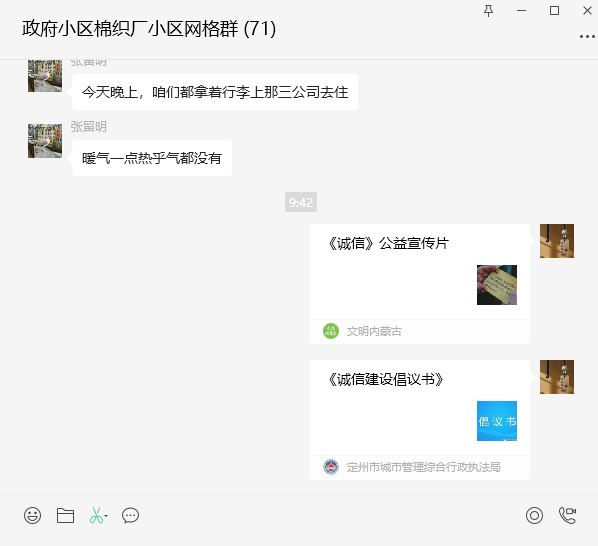 政府小区棉织厂小区网格群 (71)
张留明
今天晚上，咱们都拿着行李上那三公司去住
张留明
暖气一点热乎气都没有
9:42
《诚信》公益宣传片
文明内蒙古
《诚信建设倡议书》
倡议书
定州市城市管理综合行政执法局